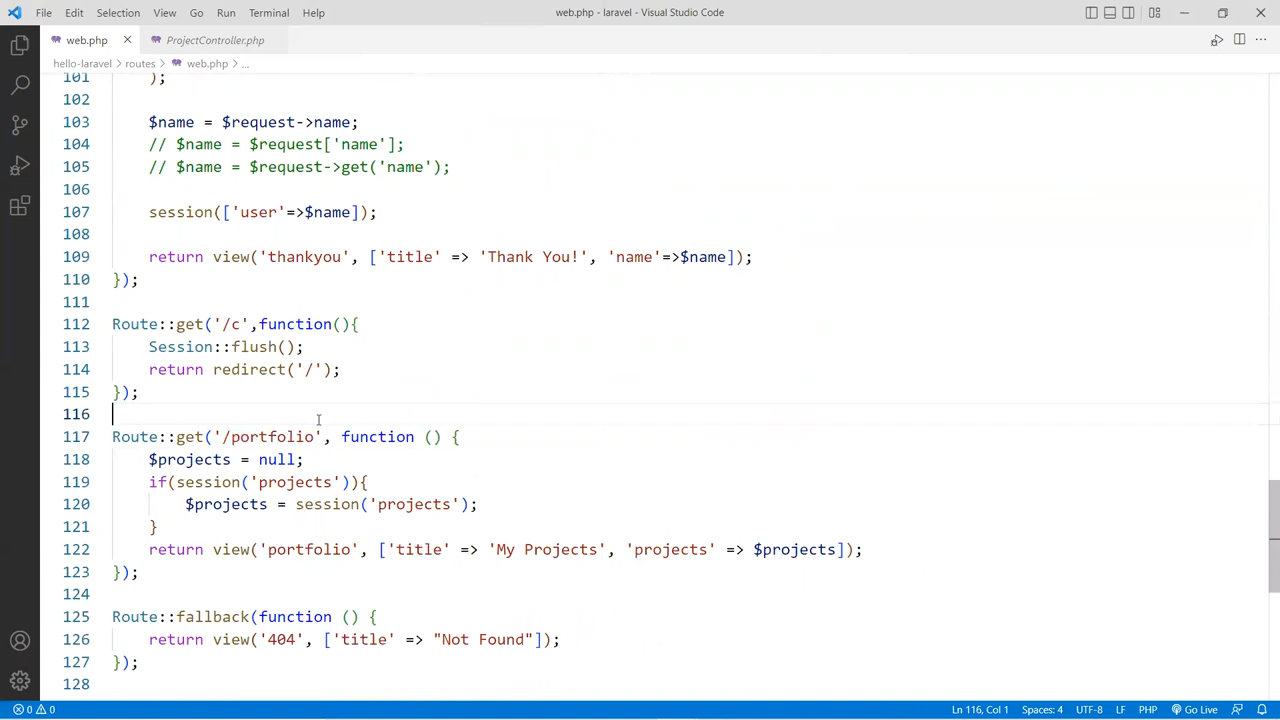 File Edit Selection View Go Run Terminal Help web.php - laravel - Visual Studio Code
web.php ProjectController.php
hello-laravel > routes > web.php > ...
101     );
102
103     $name = $request->name;
104     // $name = $request['name'];
105     // $name = $request->get('name');
106
107     session(['user'=>$name]);
108
109     return view('thankyou', ['title' => 'Thank You!', 'name'=>$name]);
110 });
111
112 Route::get('/c',function(){
113     Session::flush();
114     return redirect('/');
115 });
116
117 Route::get('/portfolio', function () {
118     $projects = null;
119     if(session('projects')){
120         $projects = session('projects');
121     }
122     return view('portfolio', ['title' => 'My Projects', 'projects' => $projects]);
123 });
124
125 Route::fallback(function () {
126     return view('404', ['title' => "Not Found"]);
127 });
128
0 0 Ln 116, Col 1 Spaces: 4 UTF-8 LF PHP Go Live